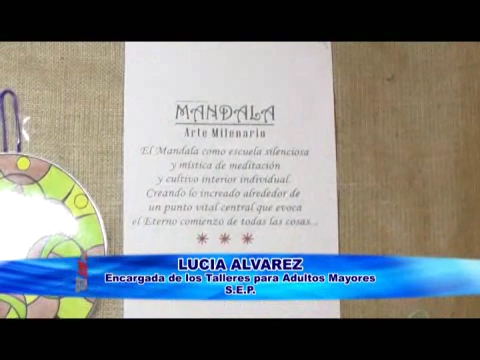 MANDALA
Arte Milenario
El Mandala como escuela silenciosa
y mística de meditación
y cultivo interior individual.
Creando lo increado alrededor de
un punto vital central que evoca
el Eterno comienzo de todas las cosas...
LUCIA ALVAREZ
Encargada de los Talleres para Adultos Mayores
S.E.P.